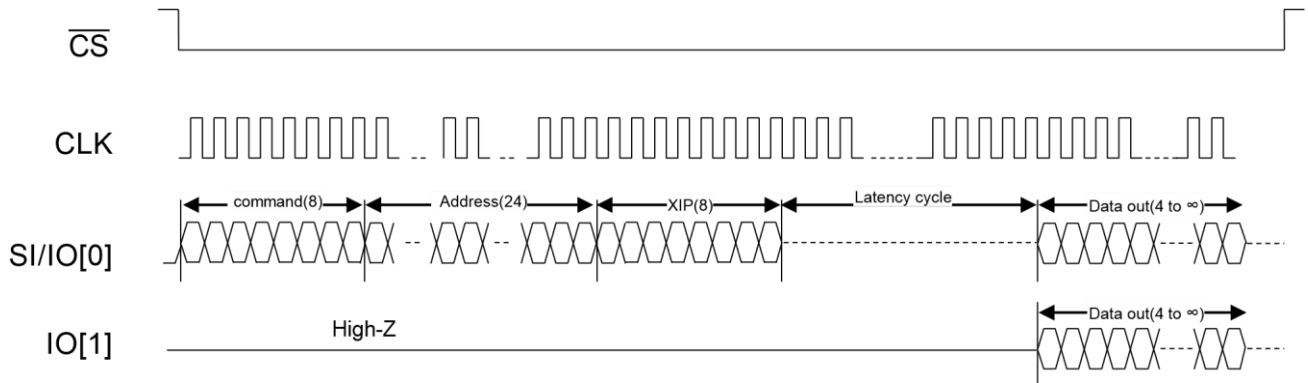 CS
CLK
command(8) Address(24) XIP(8) Latency cycle Data out(4 to ∞)
SI/IO[0]
Data out(4 to ∞)
High-Z
IO[1]